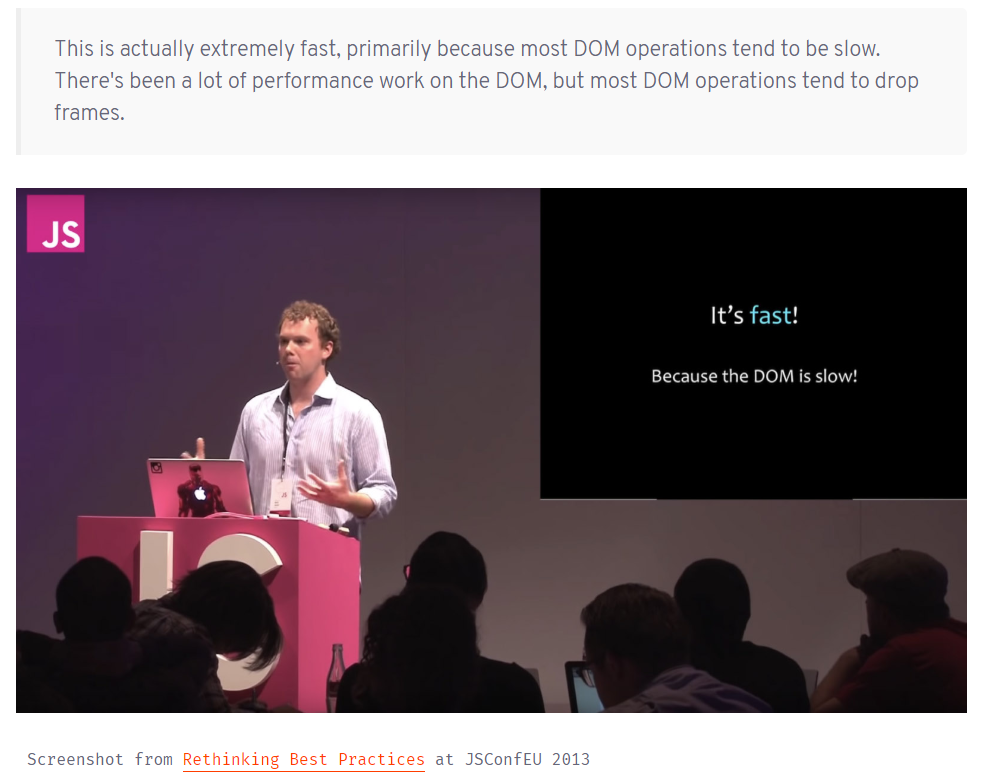 This is actually extremely fast, primarily because most DOM operations tend to be slow.
There's been a lot of performance work on the DOM, but most DOM operations tend to drop
frames.
JS
It's fast!
Because the DOM is slow!
JS
Screenshot from Rethinking Best Practices at JSConfEU 2013